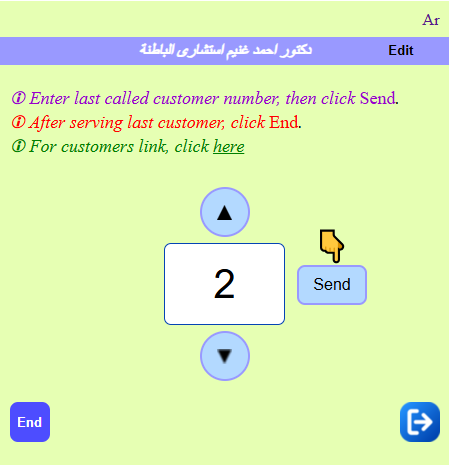 Ar
دكتور احمد غنيم استشارى الباطنة
Edit
Enter last called customer number, then click Send.
After serving last customer, click End.
For customers link, click here
2
Send
End